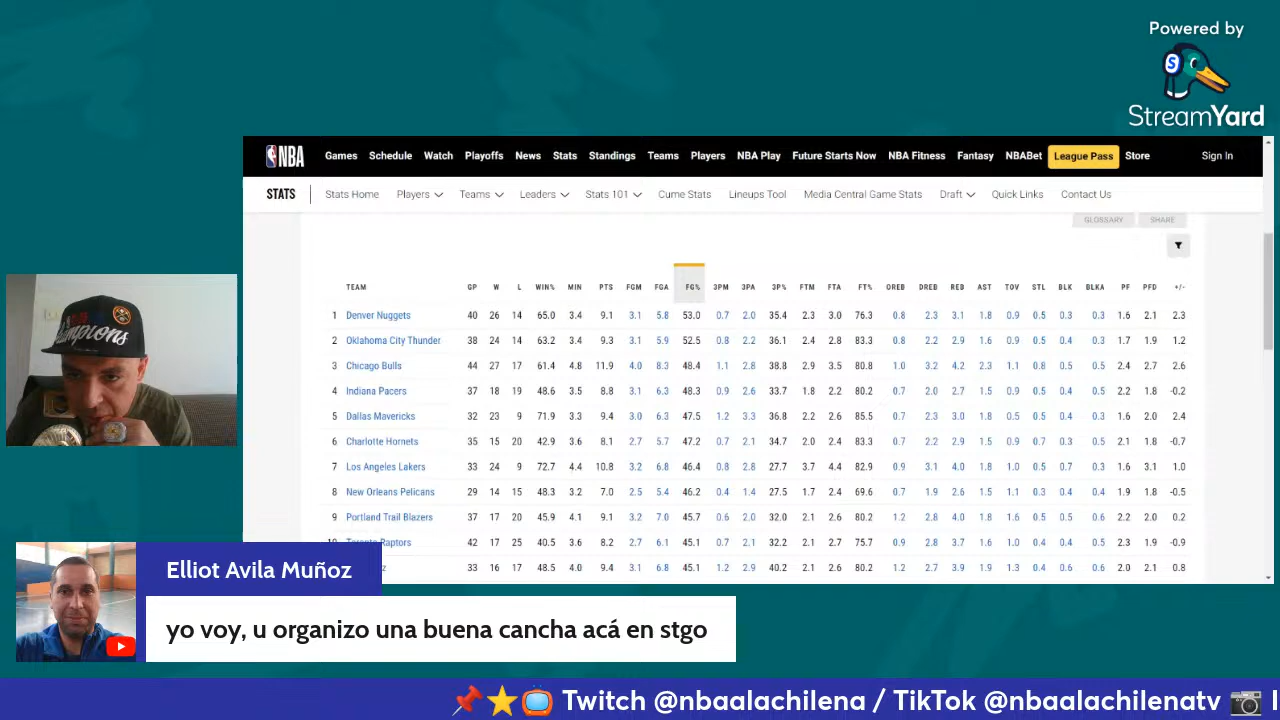 Powered by
StreamYard
NBA Games Schedule Watch Playoffs News Stats Standings Teams Players NBA Play Future Starts Now NBA Fitness Fantasy NBABet League Pass Store Sign In
STATS Stats Home Players Teams Leaders Stats 101 Cume Stats Lineups Tool Media Central Game Stats Draft Quick Links Contact Us
GLOSSARY SHARE
TEAM GP W L WIN% MIN PTS FGM FGA FG% 3PM 3PA 3P% FTM FTA FT% OREB DREB REB AST TOV STL BLK BLKA PF PFD +/-
1 Denver Nuggets 40 26 14 65.0 3.4 9.1 3.1 5.8 53.0 0.7 2.0 35.4 2.3 3.0 76.3 0.8 2.3 3.1 1.8 0.9 0.5 0.3 0.3 1.6 2.1 2.3
2 Oklahoma City Thunder 38 24 14 63.2 3.4 9.3 3.1 5.9 52.5 0.8 2.2 36.1 2.4 2.8 83.3 0.8 2.2 2.9 1.6 0.9 0.5 0.4 0.3 1.7 1.9 1.2
3 Chicago Bulls 44 27 17 61.4 4.8 11.9 4.0 8.3 48.4 1.1 2.8 38.8 2.9 3.5 80.8 1.0 3.2 4.2 2.3 1.1 0.8 0.5 0.5 2.4 2.7 2.6
4 Indiana Pacers 37 18 19 48.6 3.5 8.8 3.1 6.3 48.3 0.9 2.6 33.7 1.8 2.2 80.2 0.7 2.0 2.7 1.5 0.9 0.5 0.4 0.5 2.2 1.8 -0.2
5 Dallas Mavericks 32 23 9 71.9 3.3 9.4 3.0 6.3 47.5 1.2 3.3 36.8 2.2 2.6 85.5 0.7 2.3 3.0 1.8 0.5 0.5 0.4 0.3 1.6 2.0 2.4
6 Charlotte Hornets 35 15 20 42.9 3.6 8.1 2.7 5.7 47.2 0.7 2.1 34.7 2.0 2.4 83.3 0.7 2.2 2.9 1.5 0.9 0.7 0.3 0.5 2.1 1.8 -0.7
7 Los Angeles Lakers 33 24 9 72.7 4.4 10.8 3.2 6.8 46.4 0.8 2.8 27.7 3.7 4.4 82.9 0.9 3.1 4.0 1.8 1.0 0.5 0.7 0.3 1.6 3.1 1.0
8 New Orleans Pelicans 29 14 15 48.3 3.2 7.0 2.5 5.4 46.2 0.4 1.4 27.5 1.7 2.4 69.6 0.7 1.9 2.6 1.5 1.1 0.3 0.4 0.4 1.9 1.8 -0.5
9 Portland Trail Blazers 37 17 20 45.9 4.1 9.1 3.2 7.0 45.7 0.6 2.0 32.0 2.1 2.6 80.2 1.2 2.8 4.0 1.8 1.6 0.5 0.5 0.6 2.2 2.0 0.2
10 Toronto Raptors 42 17 25 40.5 3.6 8.2 2.7 6.1 45.1 0.7 2.1 32.2 2.1 2.7 75.7 0.9 2.8 3.7 1.6 1.0 0.4 0.5 0.4 2.3 1.9 -0.9
33 16 17 48.5 4.0 9.4 3.1 6.8 45.1 1.2 2.9 40.2 2.1 2.6 80.2 1.2 2.7 3.9 1.9 1.3 0.4 0.6 0.6 2.0 2.1 0.8
Elliot Avila Muñoz
yo voy, u organizo una buena cancha acá en stgo
Twitch @nbaalachilena / TikTok @nbaalachilenatv